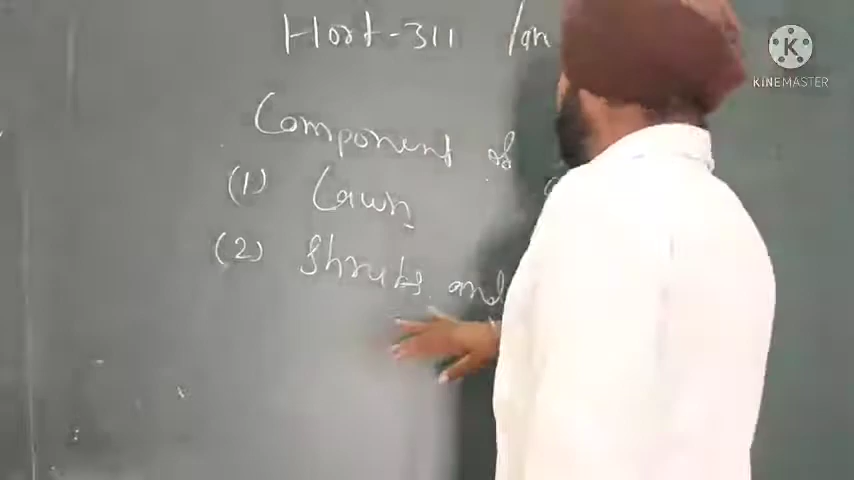 Hort-311
K
KINEMASTER
Component of
(1) Lawn
(2) Shrubs and